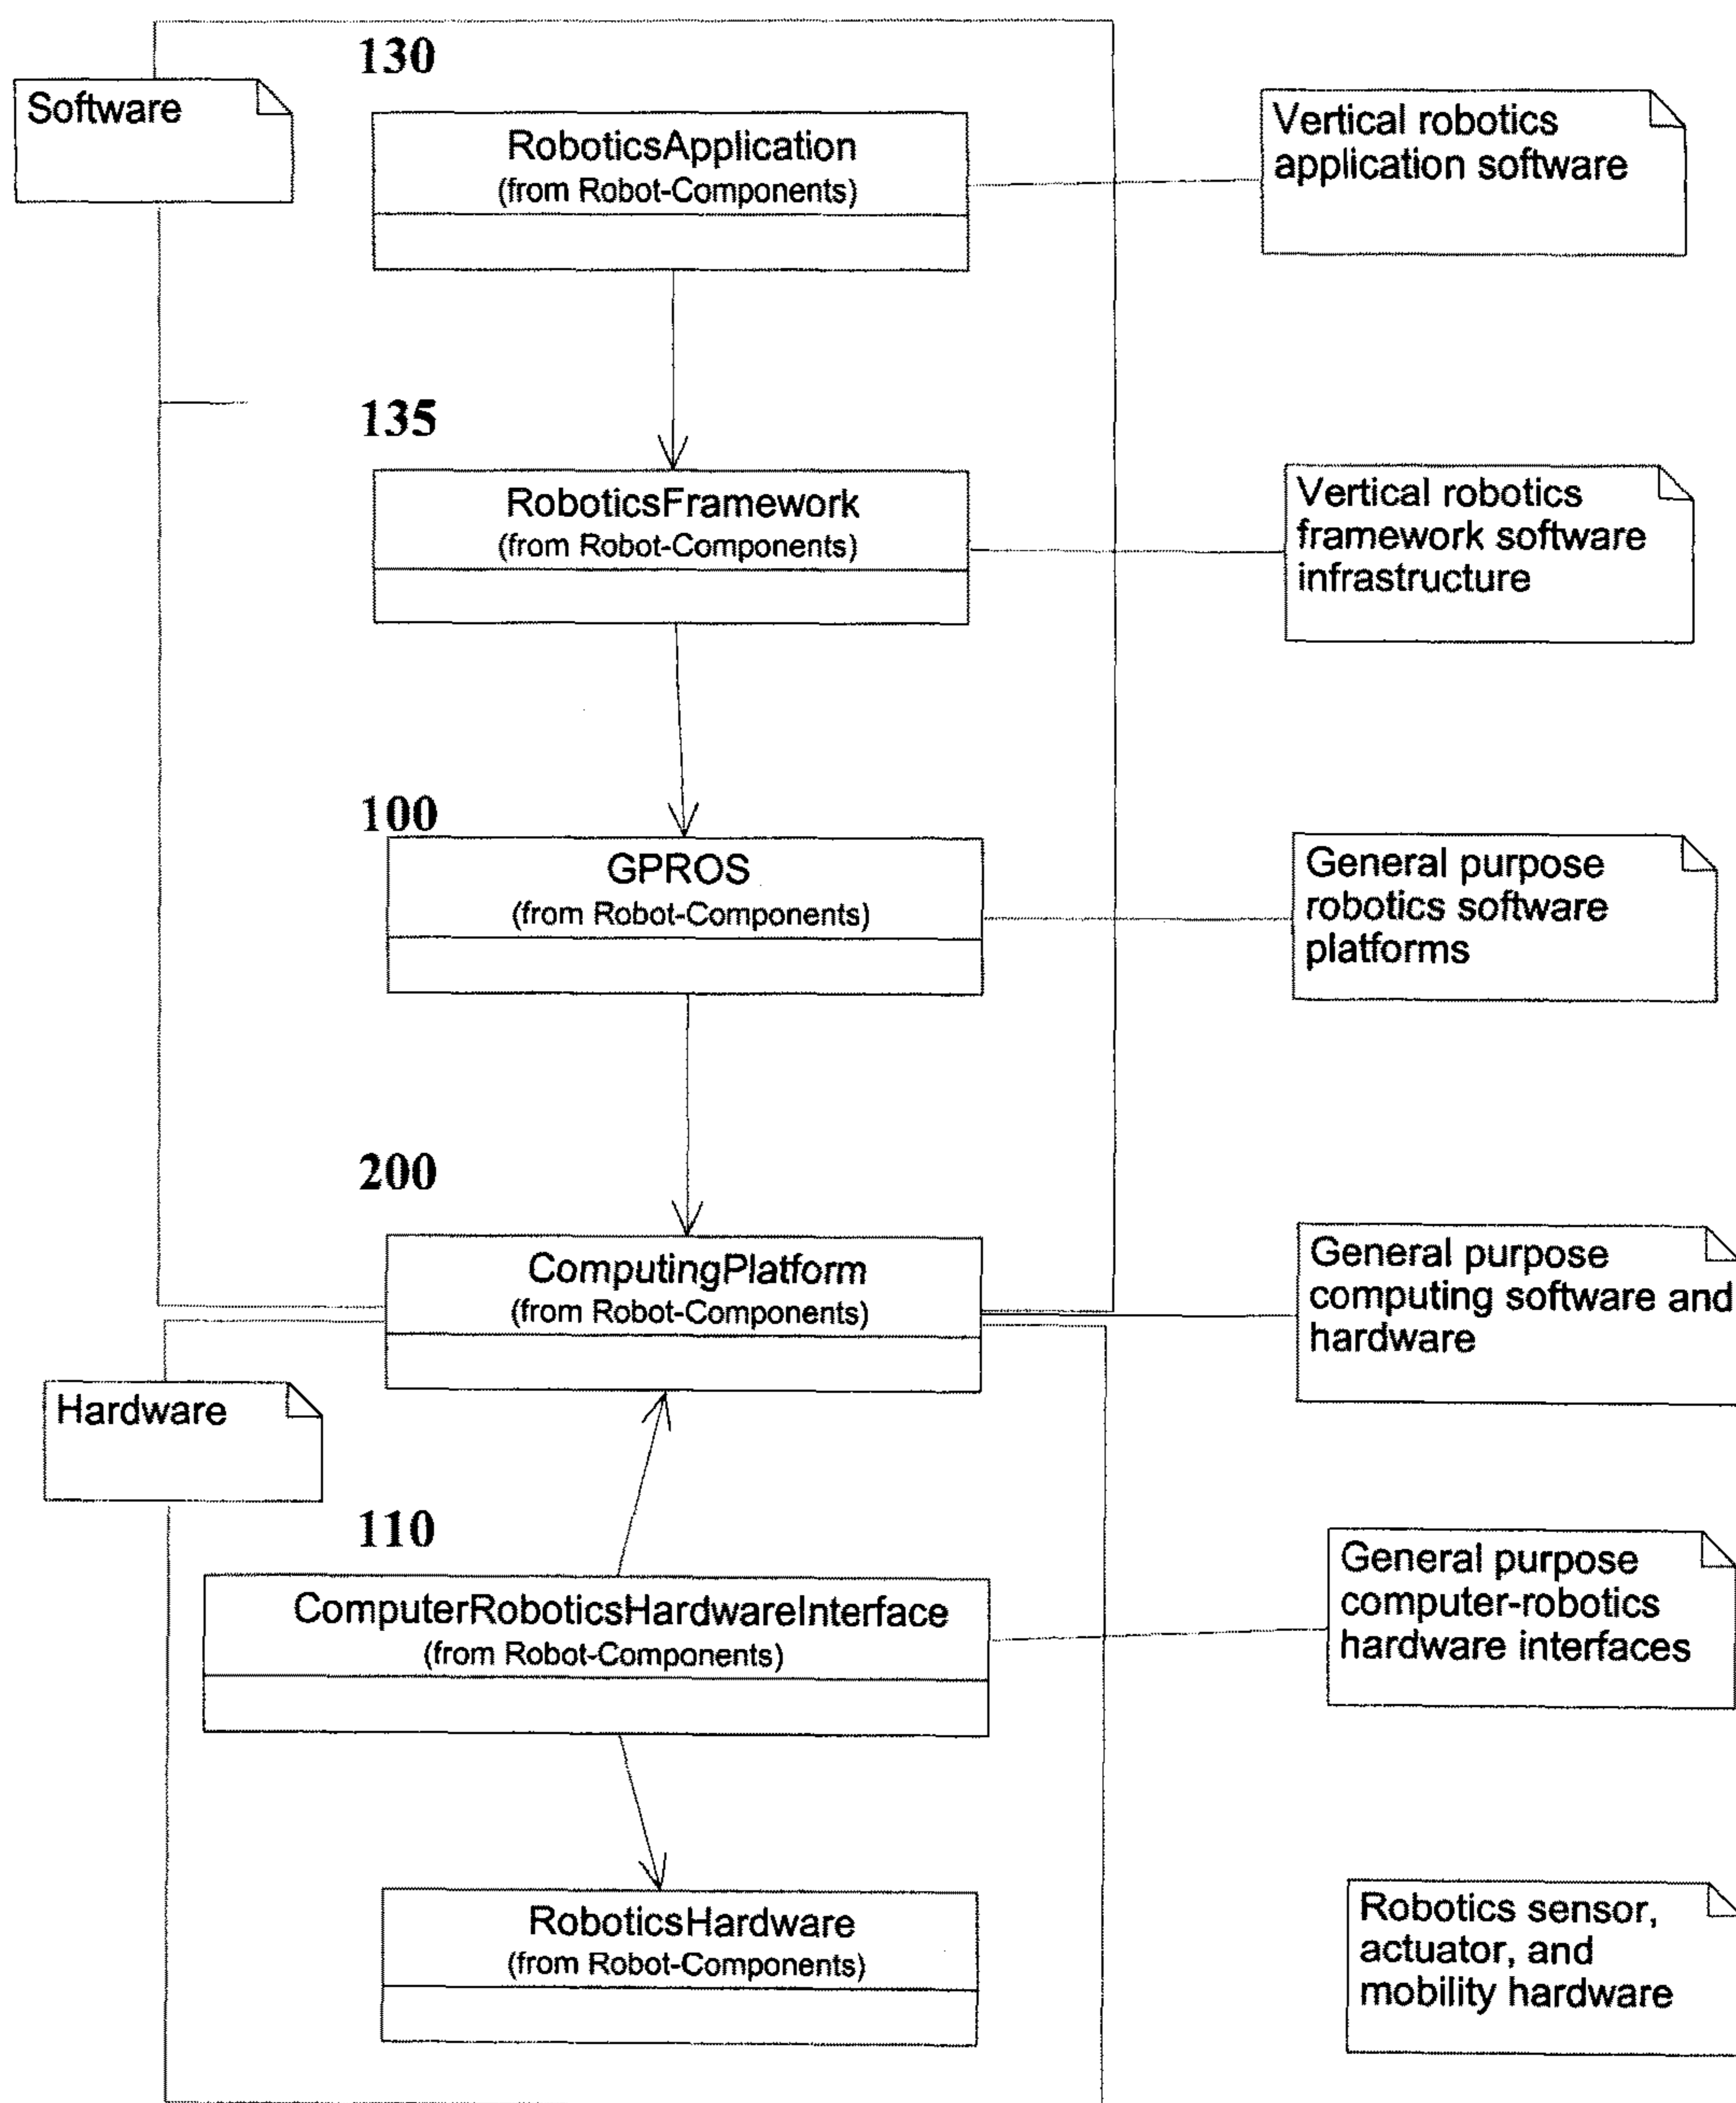 130
Software
RoboticsApplication
(from Robot-Components)
Vertical robotics
application software
135
RoboticsFramework
(from Robot-Components)
Vertical robotics
framework software
infrastructure
100
GPROS
(from Robot-Components)
General purpose
robotics software
platforms
200
ComputingPlatform
(from Robot-Components)
General purpose
computing software and
hardware
Hardware
110
ComputerRoboticsHardwareInterface
(from Robot-Components)
General purpose
computer-robotics
hardware interfaces
RoboticsHardware
(from Robot-Components)
Robotics sensor,
actuator, and
mobility hardware